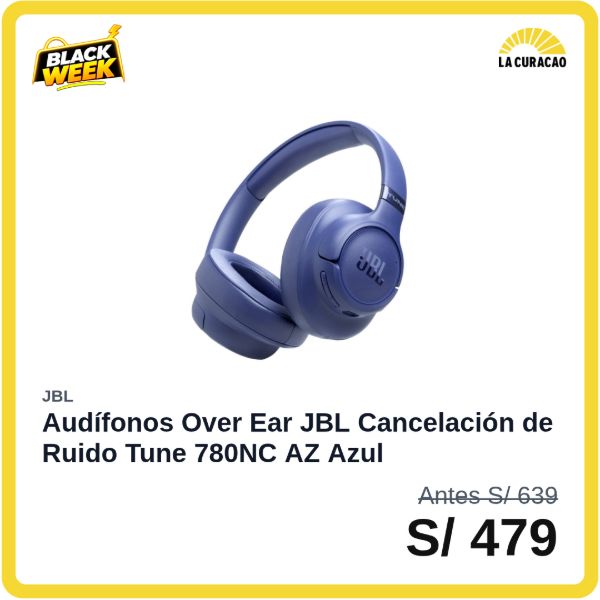 BLACK
WEEK
LA CURACAO
TUNE
JBL
JBL
Audífonos Over Ear JBL Cancelación de
Ruido Tune 780NC AZ Azul
Antes S/ 639
S/ 479